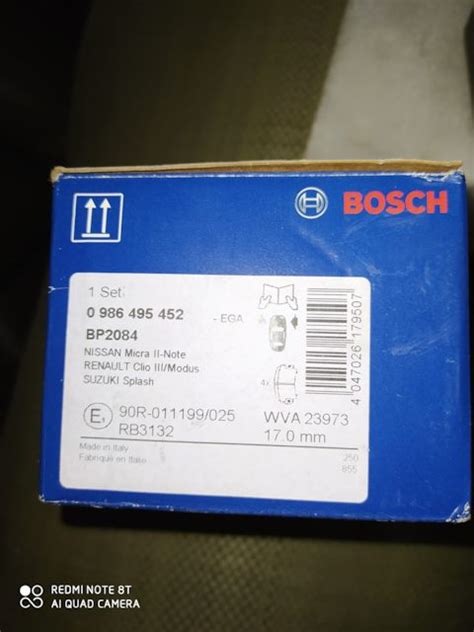 BOSCH
1 Set
0 986 495 452
- EGA
BP2084
NISSAN Micra II-Note
RENAULT Clio III/Modus
SUZUKI Splash
4x
4 047026 179507
90R-011199/025
WVA 23973
RB3132
17.0 mm
Made in Italy
Fabriqué en Italie
350
855
REDMI NOTE 8T
AI QUAD CAMERA